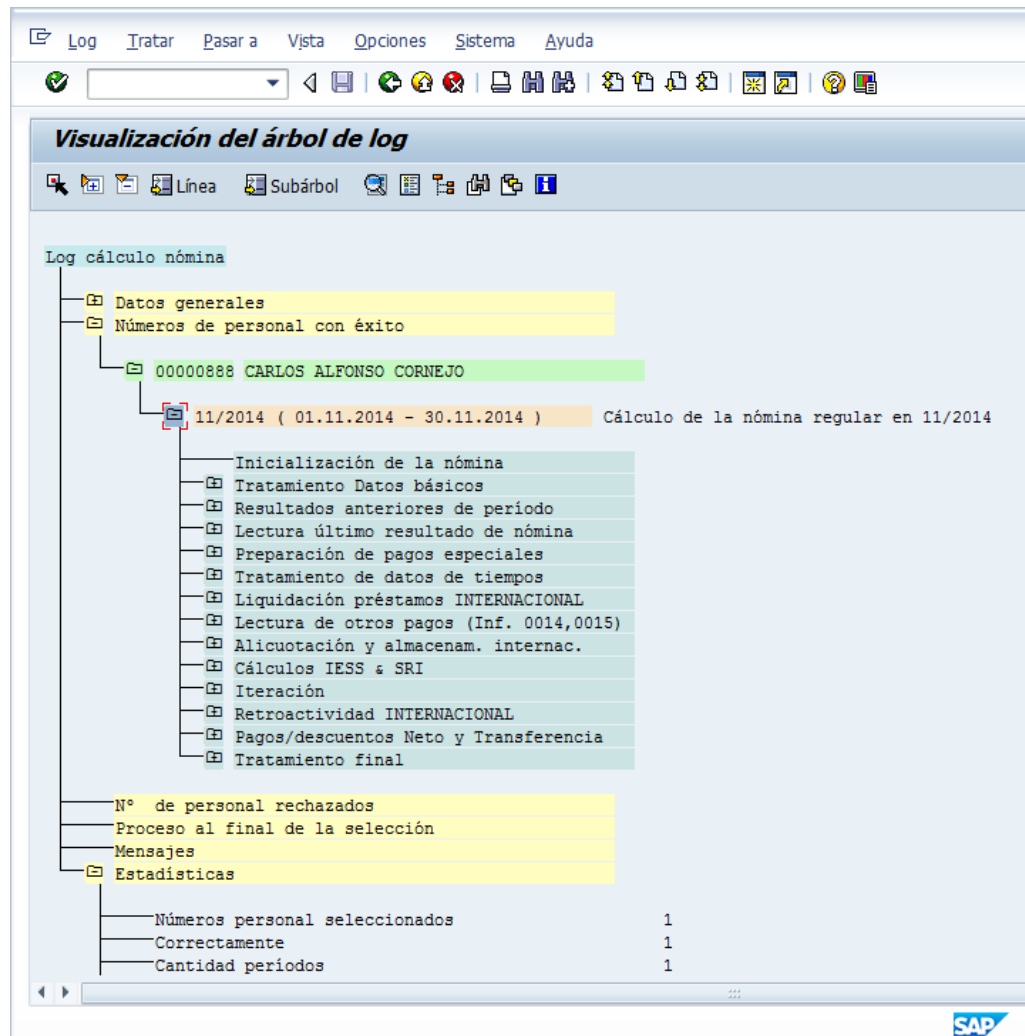 Log Tratar Pasar a Vista Opciones Sistema Ayuda
Visualización del árbol de log
Línea Subárbol
Log cálculo nómina
Datos generales
Números de personal con éxito
00000888 CARLOS ALFONSO CORNEJO
11/2014 ( 01.11.2014 - 30.11.2014 ) Cálculo de la nómina regular en 11/2014
Inicialización de la nómina
Tratamiento Datos básicos
Resultados anteriores de período
Lectura último resultado de nómina
Preparación de pagos especiales
Tratamiento de datos de tiempos
Liquidación préstamos INTERNACIONAL
Lectura de otros pagos (Inf. 0014,0015)
Alicuotación y almacenam. internac.
Cálculos IESS & SRI
Iteración
Retroactividad INTERNACIONAL
Pagos/descuentos Neto y Transferencia
Tratamiento final
Nº de personal rechazados
Proceso al final de la selección
Mensajes
Estadísticas
Números personal seleccionados 1
Correctamente 1
Cantidad períodos 1
SAP